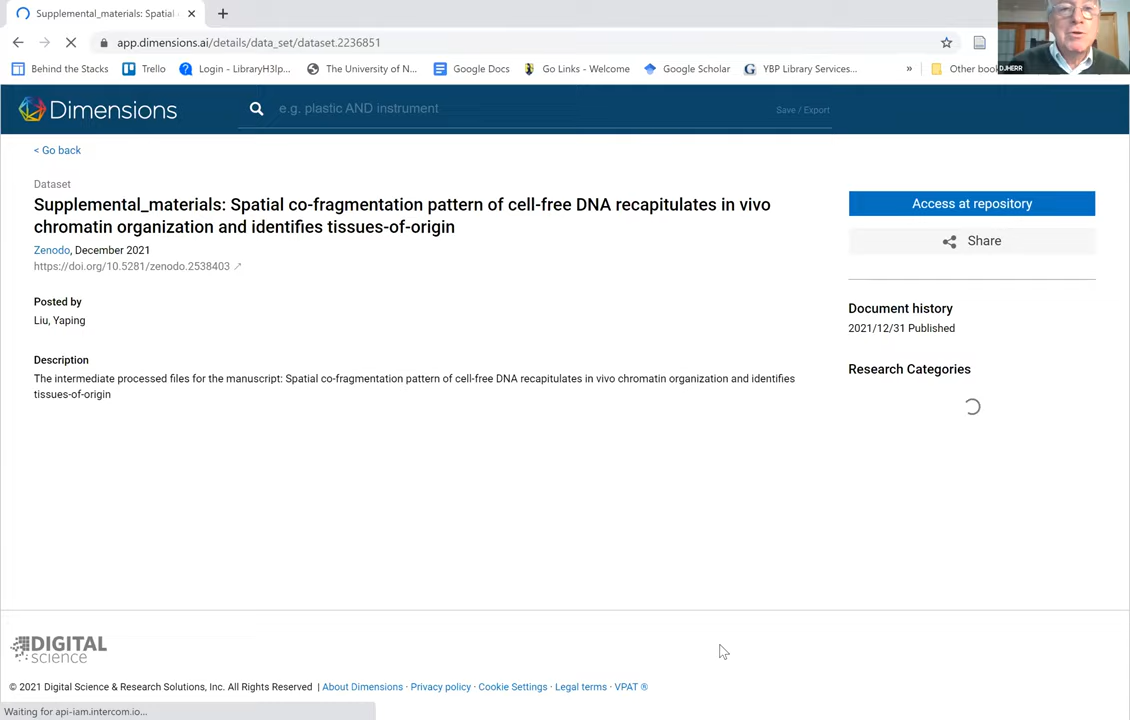 Supplemental_materials: Spatial
app.dimensions.ai/details/data_set/dataset.2236851
Behind the Stacks
Trello
Login - LibraryH3lp...
The University of N...
Google Docs
Go Links - Welcome
Google Scholar
YBP Library Services...
»
Other boo
DJHERR
Dimensions
e.g. plastic AND instrument
Save / Export
< Go back
Dataset
Supplemental_materials: Spatial co-fragmentation pattern of cell-free DNA recapitulates in vivo
chromatin organization and identifies tissues-of-origin
Zenodo, December 2021
https://doi.org/10.5281/zenodo.2538403 ↗
Posted by
Liu, Yaping
Description
The intermediate processed files for the manuscript: Spatial co-fragmentation pattern of cell-free DNA recapitulates in vivo chromatin organization and identifies
tissues-of-origin
Access at repository
Share
Document history
2021/12/31 Published
Research Categories
DIGITAL
science
© 2021 Digital Science & Research Solutions, Inc. All Rights Reserved | About Dimensions · Privacy policy · Cookie Settings · Legal terms · VPAT ®
Waiting for api-iam.intercom.io...